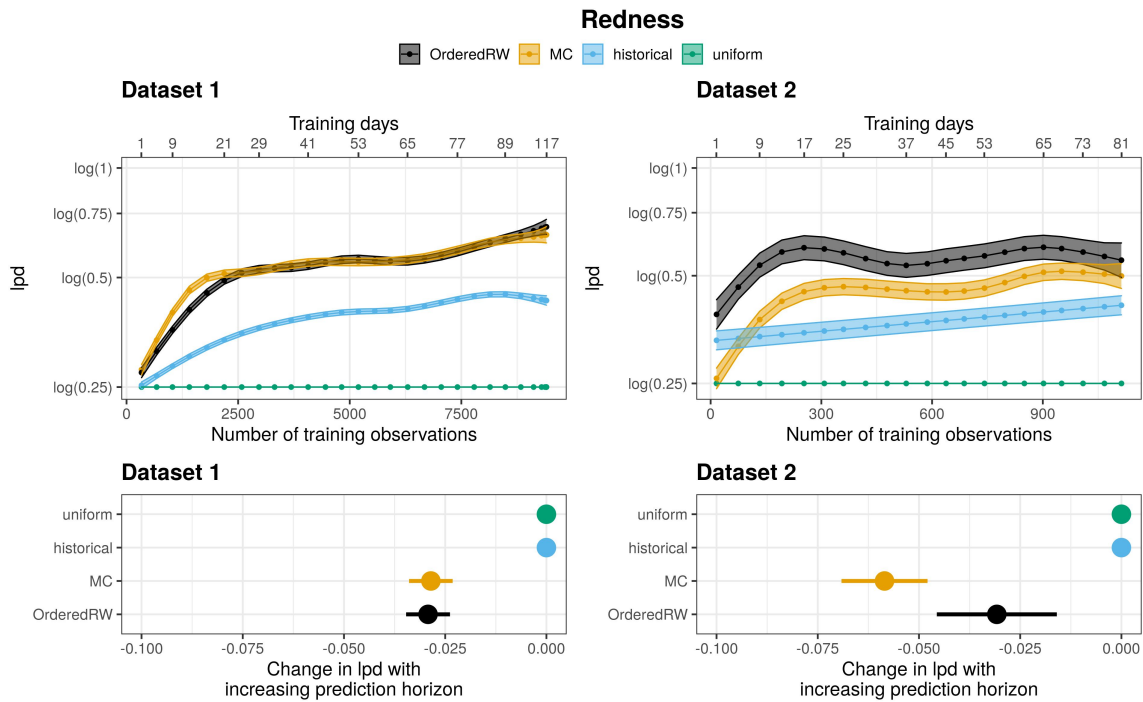 Redness
OrderedRW MC historical uniform
Dataset 1
Training days
1 9 21 29 41 53 65 77 89 117
log(1)
log(0.75)
log(0.5)
log(0.25)
lpd
0 2500 5000 7500
Number of training observations
Dataset 2
Training days
1 9 17 25 37 45 53 65 73 81
log(1)
log(0.75)
log(0.5)
log(0.25)
lpd
0 300 600 900
Number of training observations
Dataset 1
uniform
historical
MC
OrderedRW
-0.100 -0.075 -0.050 -0.025 0.000
Change in lpd with
increasing prediction horizon
Dataset 2
uniform
historical
MC
OrderedRW
-0.100 -0.075 -0.050 -0.025 0.000
Change in lpd with
increasing prediction horizon